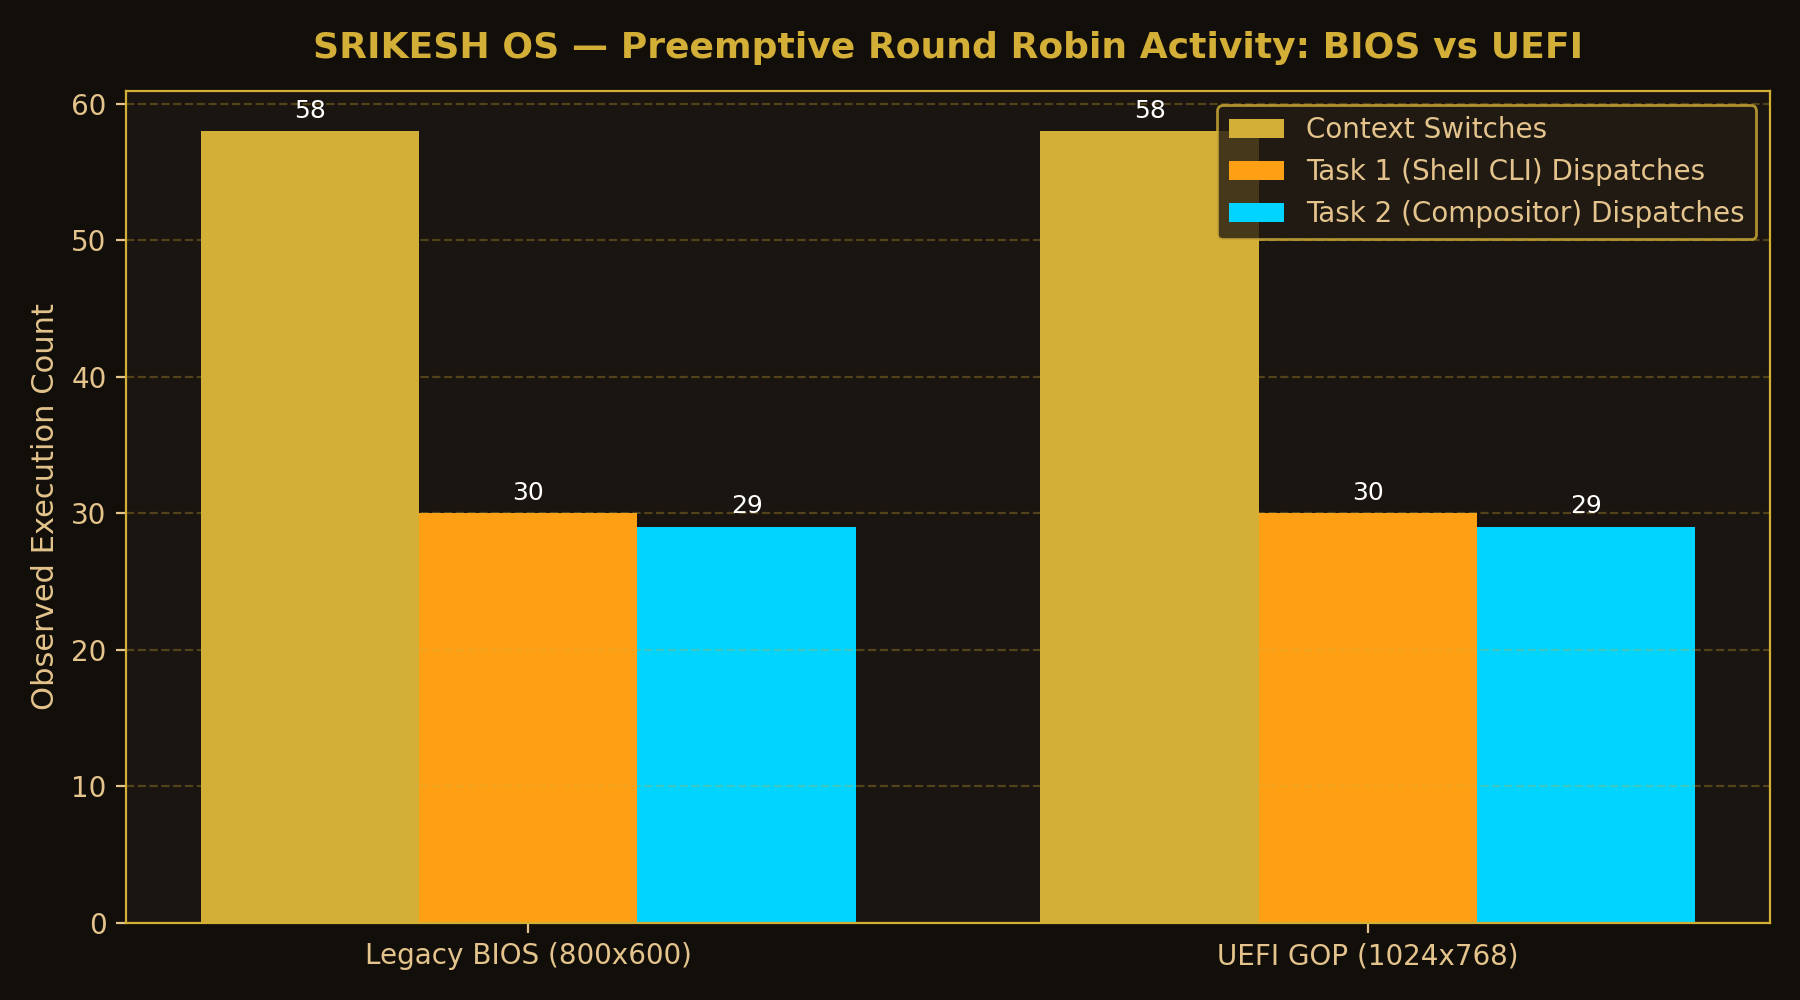 SRIKESH OS — Preemptive Round Robin Activity: BIOS vs UEFI
Observed Execution Count
60
50
40
30
20
10
0
58
30
29
58
30
29
Context Switches
Task 1 (Shell CLI) Dispatches
Task 2 (Compositor) Dispatches
Legacy BIOS (800x600)
UEFI GOP (1024x768)